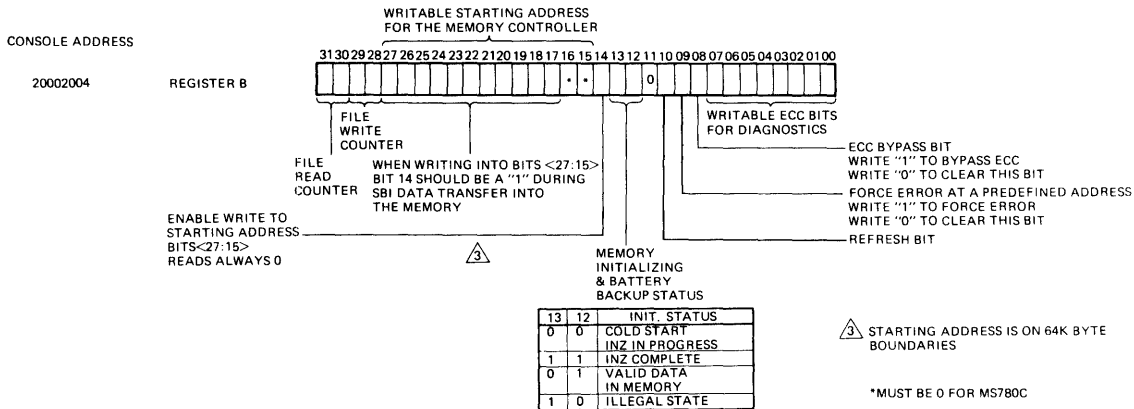 WRITABLE STARTING ADDRESS
FOR THE MEMORY CONTROLLER
CONSOLE ADDRESS
31 30 29 28 27 26 25 24 23 22 21 20 19 18 17 16 15 14 13 12 11 10 09 08 07 06 05 04 03 02 01 00
20002004 REGISTER B * * 0
FILE
WRITE
COUNTER
FILE
READ
COUNTER
WHEN WRITING INTO BITS <27:15>
BIT 14 SHOULD BE A "1" DURING
SBI DATA TRANSFER INTO
THE MEMORY
WRITABLE ECC BITS
FOR DIAGNOSTICS
ECC BYPASS BIT
WRITE "1" TO BYPASS ECC
WRITE "0" TO CLEAR THIS BIT
FORCE ERROR AT A PREDEFINED ADDRESS
WRITE "1" TO FORCE ERROR
WRITE "0" TO CLEAR THIS BIT
REFRESH BIT
ENABLE WRITE TO
STARTING ADDRESS
BITS<27:15>
READS ALWAYS 0
3
MEMORY
INITIALIZING
& BATTERY
BACKUP STATUS
13 12 INIT. STATUS
0 0 COLD START
INZ IN PROGRESS
1 1 INZ COMPLETE
0 1 VALID DATA
IN MEMORY
1 0 ILLEGAL STATE
3 STARTING ADDRESS IS ON 64K BYTE
BOUNDARIES
*MUST BE 0 FOR MS780C